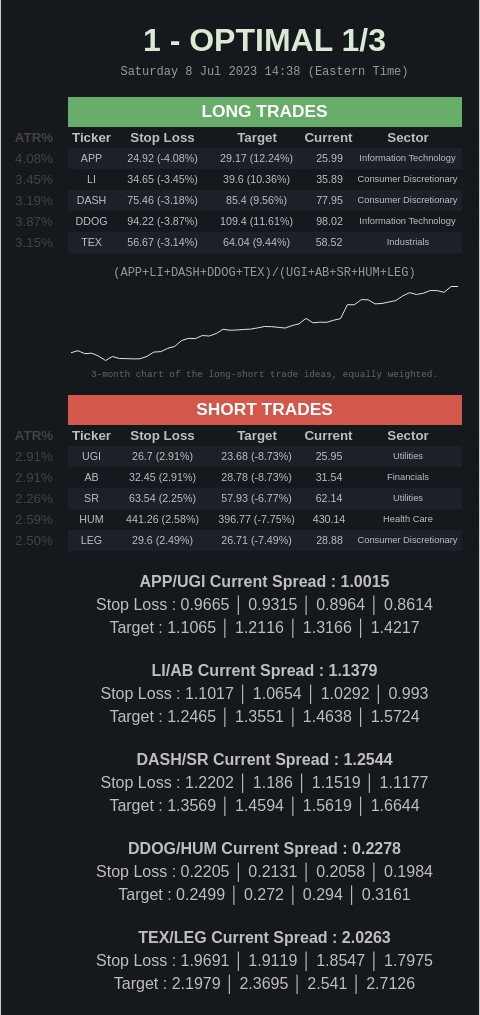 1 - OPTIMAL 1/3
Saturday 8 Jul 2023 14:38 (Eastern Time)
LONG TRADES
ATR% Ticker Stop Loss Target Current Sector
4.08% APP 24.92 (-4.08%) 29.17 (12.24%) 25.99 Information Technology
3.45% LI 34.65 (-3.45%) 39.6 (10.36%) 35.89 Consumer Discretionary
3.19% DASH 75.46 (-3.18%) 85.4 (9.56%) 77.95 Consumer Discretionary
3.87% DDOG 94.22 (-3.87%) 109.4 (11.61%) 98.02 Information Technology
3.15% TEX 56.67 (-3.14%) 64.04 (9.44%) 58.52 Industrials
(APP+LI+DASH+DDOG+TEX)/(UGI+AB+SR+HUM+LEG)
3-month chart of the long-short trade ideas, equally weighted.
SHORT TRADES
ATR% Ticker Stop Loss Target Current Sector
2.91% UGI 26.7 (2.91%) 23.68 (-8.73%) 25.95 Utilities
2.91% AB 32.45 (2.91%) 28.78 (-8.73%) 31.54 Financials
2.26% SR 63.54 (2.25%) 57.93 (-6.77%) 62.14 Utilities
2.59% HUM 441.26 (2.58%) 396.77 (-7.75%) 430.14 Health Care
2.50% LEG 29.6 (2.49%) 26.71 (-7.49%) 28.88 Consumer Discretionary
APP/UGI Current Spread : 1.0015
Stop Loss : 0.9665 │ 0.9315 │ 0.8964 │ 0.8614
Target : 1.1065 │ 1.2116 │ 1.3166 │ 1.4217
LI/AB Current Spread : 1.1379
Stop Loss : 1.1017 │ 1.0654 │ 1.0292 │ 0.993
Target : 1.2465 │ 1.3551 │ 1.4638 │ 1.5724
DASH/SR Current Spread : 1.2544
Stop Loss : 1.2202 │ 1.186 │ 1.1519 │ 1.1177
Target : 1.3569 │ 1.4594 │ 1.5619 │ 1.6644
DDOG/HUM Current Spread : 0.2278
Stop Loss : 0.2205 │ 0.2131 │ 0.2058 │ 0.1984
Target : 0.2499 │ 0.272 │ 0.294 │ 0.3161
TEX/LEG Current Spread : 2.0263
Stop Loss : 1.9691 │ 1.9119 │ 1.8547 │ 1.7975
Target : 2.1979 │ 2.3695 │ 2.541 │ 2.7126